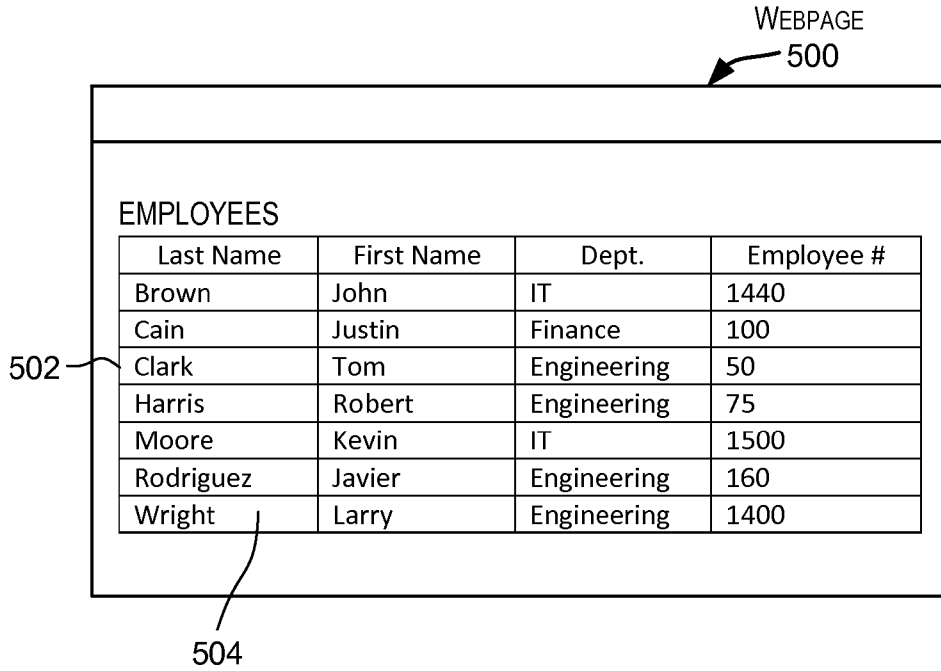 WEBPAGE
500
EMPLOYEES
Last Name First Name Dept. Employee #
Brown John IT 1440
Cain Justin Finance 100
502 Clark Tom Engineering 50
Harris Robert Engineering 75
Moore Kevin IT 1500
Rodriguez Javier Engineering 160
Wright Larry Engineering 1400
504